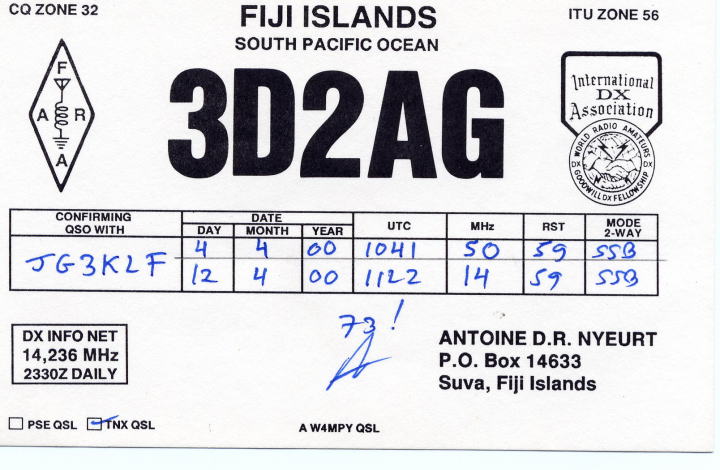 CQ ZONE 32
FIJI ISLANDS
ITU ZONE 56
SOUTH PACIFIC OCEAN
3D2AG
F
A R
A
International
DX
Association
WORLD RADIO AMATEURS
DX DX
GOODWILL DX FELLOWSHIP
CONFIRMING QSO WITH
DATE
DAY MONTH YEAR
UTC MHz RST MODE 2-WAY
JG3KLF
4 4 00 1041 50 59 SSB
12 4 00 1122 14 59 SSB
73!
DX INFO NET
14,236 MHz
2330Z DAILY
ANTOINE D.R. NYEURT
P.O. Box 14633
Suva, Fiji Islands
PSE QSL TNX QSL
A W4MPY QSL